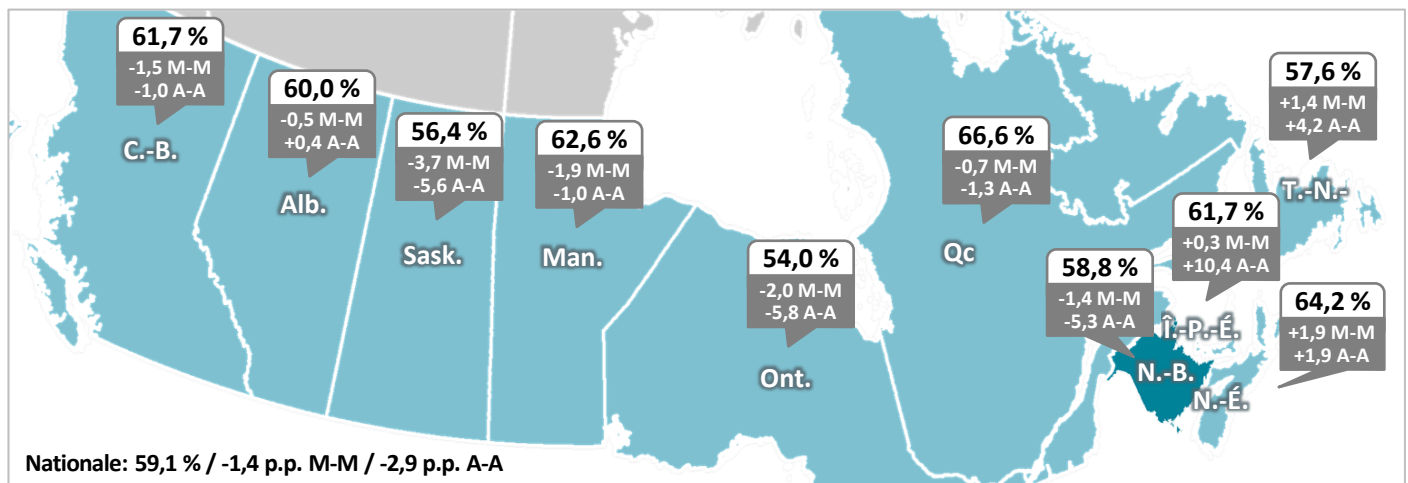 61,7 %
-1,5 M-M
-1,0 A-A
C.-B.
60,0 %
-0,5 M-M
+0,4 A-A
Alb.
56,4 %
-3,7 M-M
-5,6 A-A
Sask.
62,6 %
-1,9 M-M
-1,0 A-A
Man.
54,0 %
-2,0 M-M
-5,8 A-A
Ont.
66,6 %
-0,7 M-M
-1,3 A-A
Qc
57,6 %
+1,4 M-M
+4,2 A-A
T.-N.-
61,7 %
+0,3 M-M
+10,4 A-A
Î.-P.-É.
58,8 %
-1,4 M-M
-5,3 A-A
N.-B.
64,2 %
+1,9 M-M
+1,9 A-A
N.-É.
Nationale: 59,1 % / -1,4 p.p. M-M / -2,9 p.p. A-A